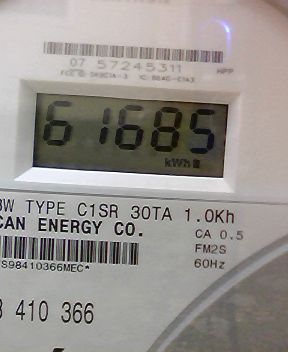 07 57245311
HPP
61685
kWh
3W TYPE C1SR 30TA 1.0Kh
CAN ENERGY CO.
CA 0.5
FM2S
60Hz
S98410366MEC*
410 366